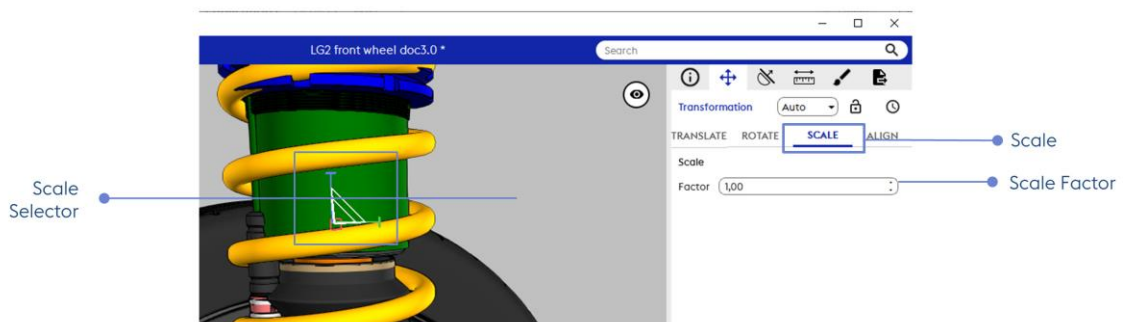 LG2 front wheel doc3.0 *
Search
Transformation
Auto
TRANSLATE ROTATE SCALE ALIGN
Scale
Scale
Factor 1,00
Scale Factor
Scale
Selector